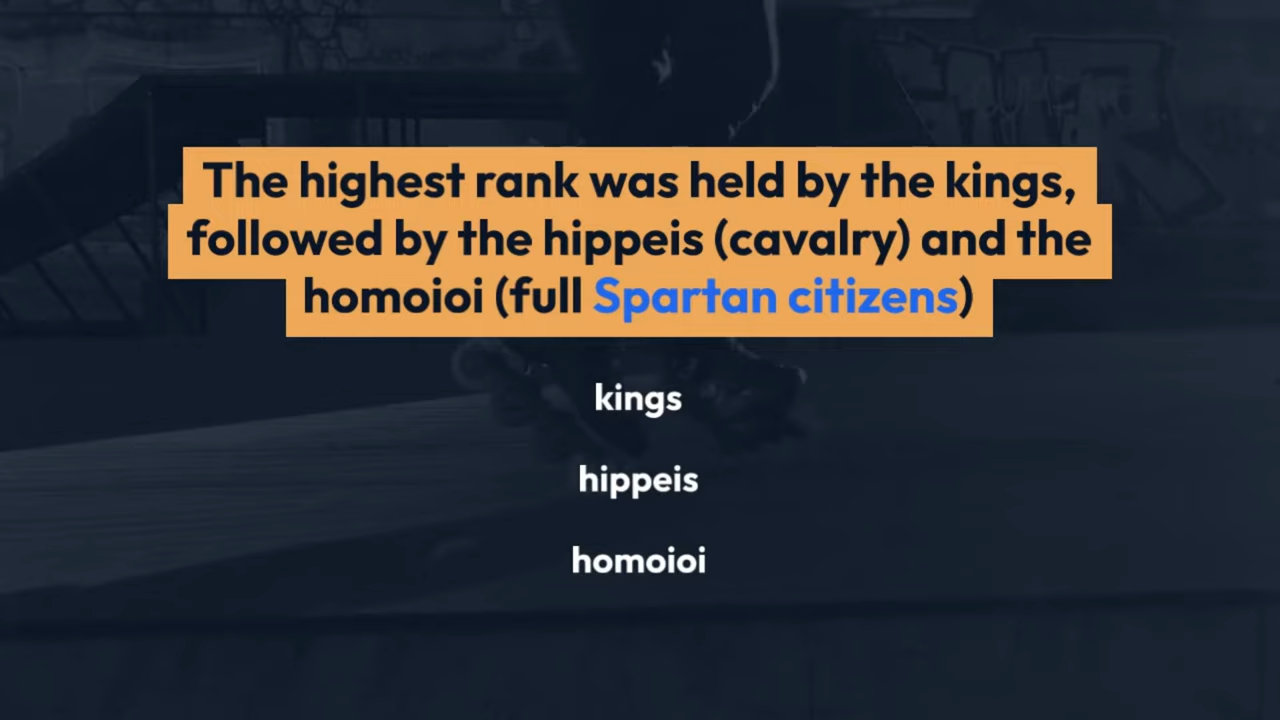 The highest rank was held by the kings,
followed by the hippeis (cavalry) and the
homoioi (full Spartan citizens)
kings
hippeis
homoioi